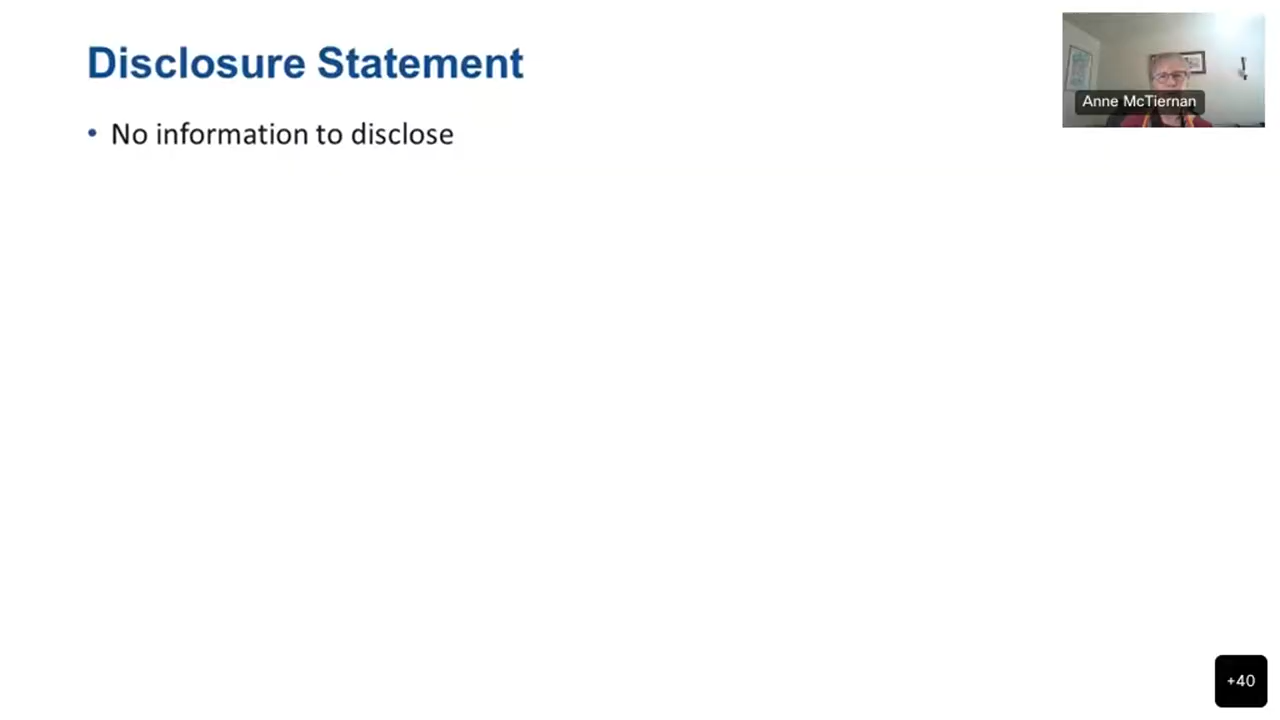 Disclosure Statement
• No information to disclose
Anne McTiernan
+40